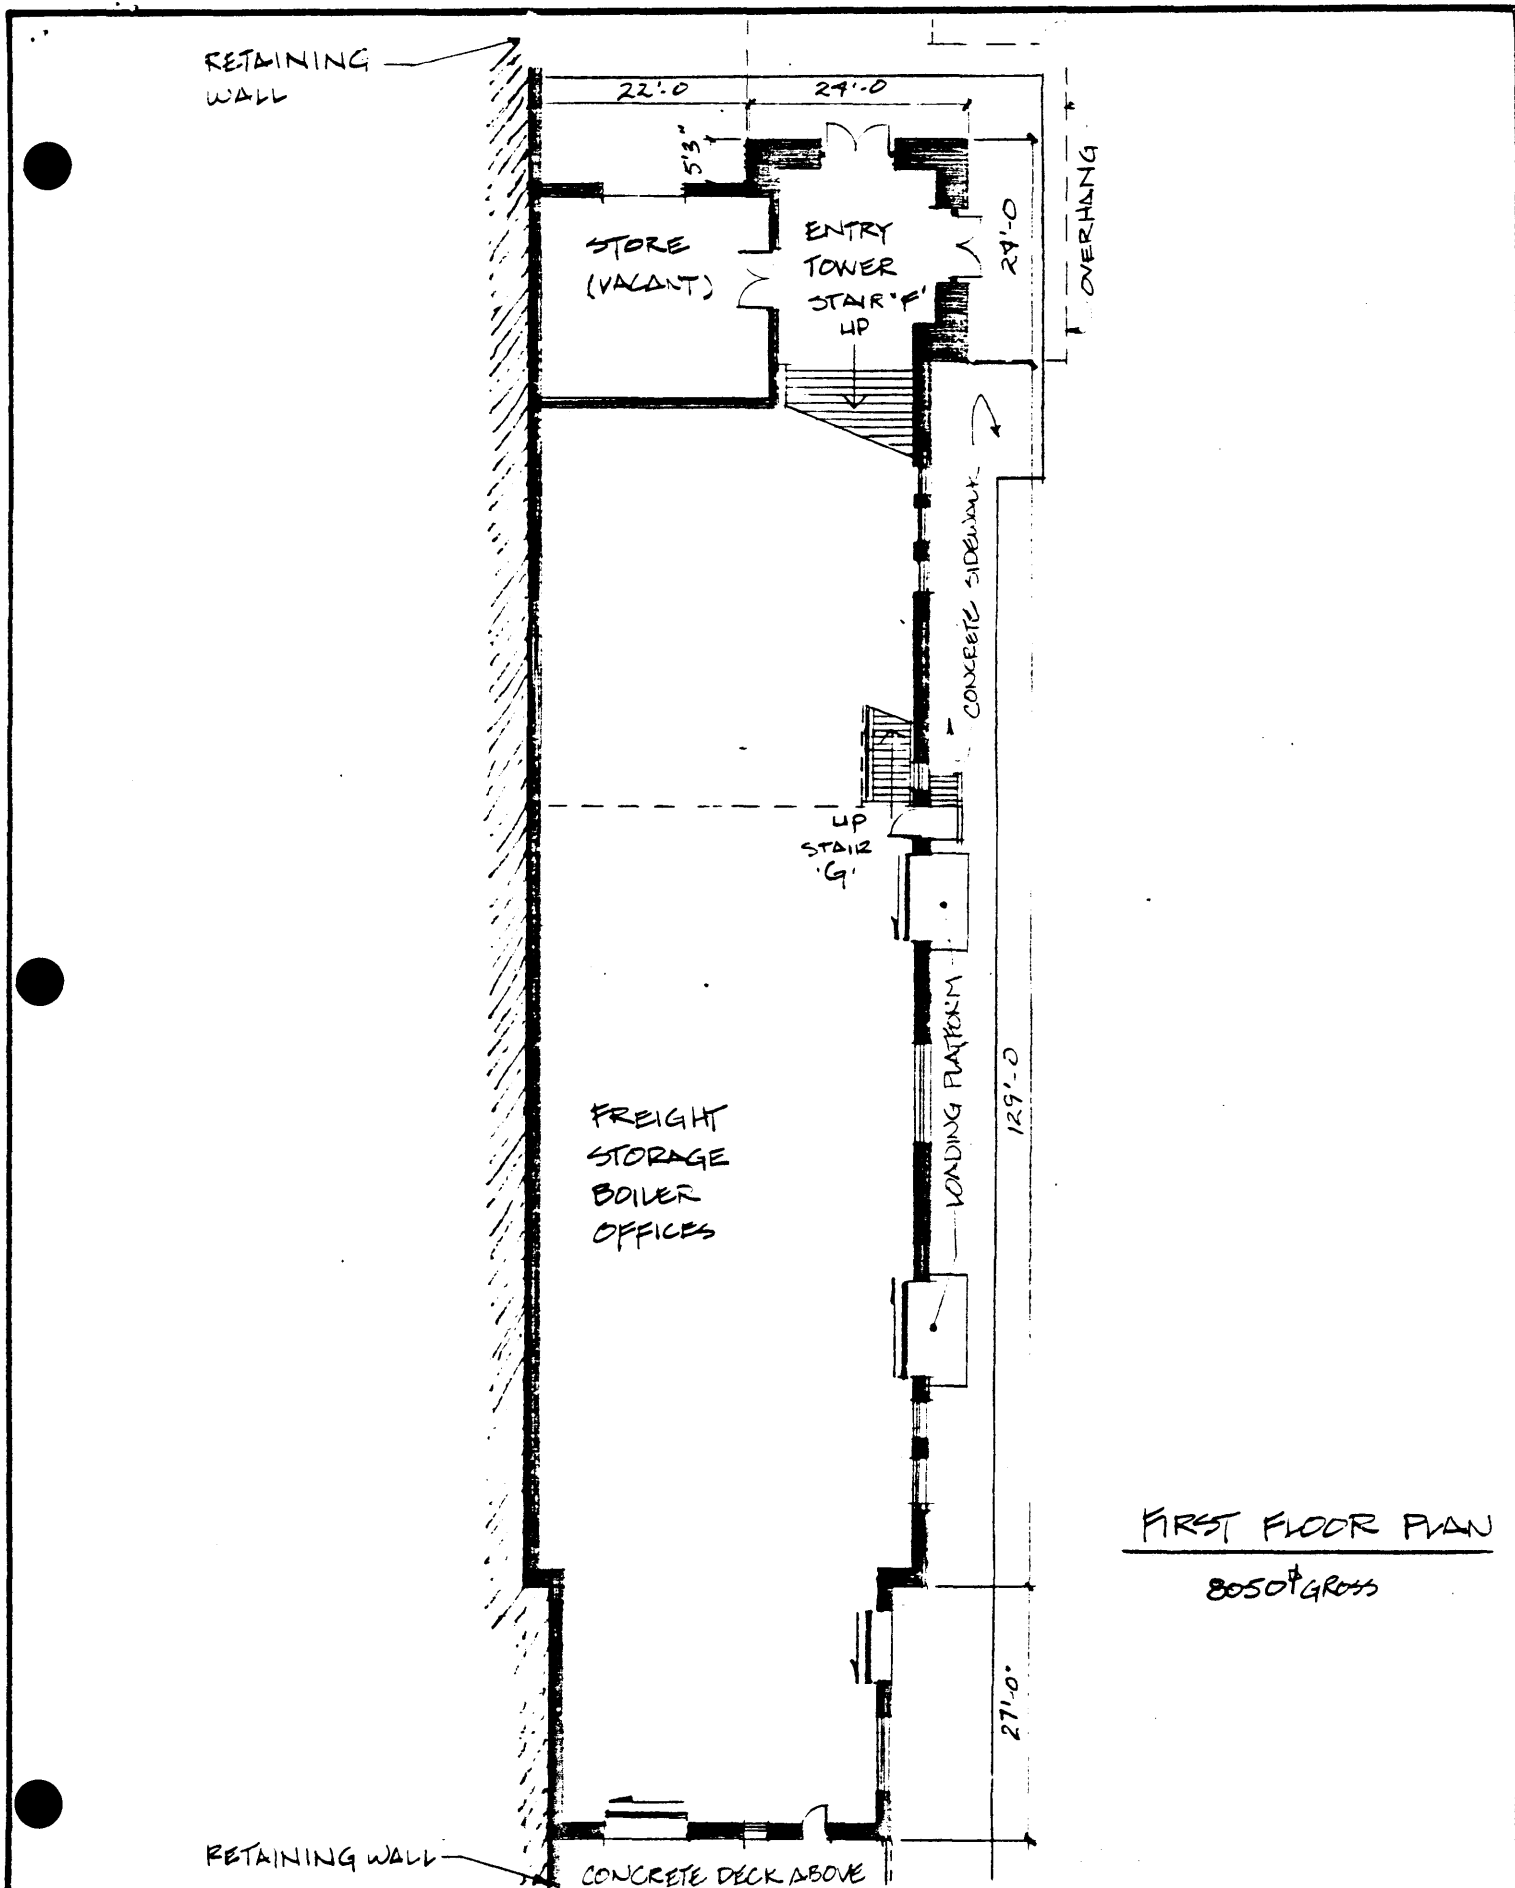 RETAINING
WALL
22'-0
24'-0
5'3"
OVERHANG
24'-0
STORE
(VACANT)
ENTRY
TOWER
STAIR 'F'
UP
CONCRETE SIDEWALK
UP
STAIR
'G'
LOADING PLATFORM
129'-0
FREIGHT
STORAGE
BOILER
OFFICES
FIRST FLOOR PLAN
8050 GROSS
27'-0"
RETAINING WALL
CONCRETE DECK ABOVE